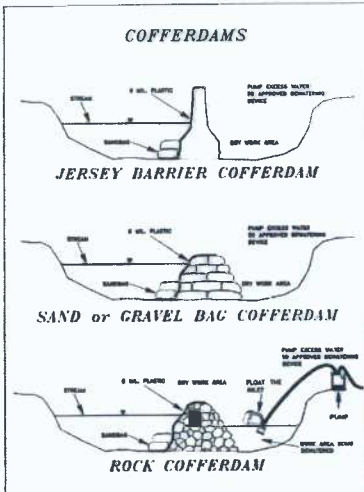 COFFERDAMS
6 MIL. PLASTIC
PUMP EXCESS WATER
TO APPROVED DEWATERING
DEVICE
STREAM
SANDBAG
DRY WORK AREA
JERSEY BARRIER COFFERDAM
6 MIL. PLASTIC
PUMP EXCESS WATER
TO APPROVED DEWATERING
DEVICE
STREAM
SANDBAG
DRY WORK AREA
SAND or GRAVEL BAG COFFERDAM
PUMP EXCESS WATER
TO APPROVED DEWATERING
DEVICE
6 MIL. PLASTIC
DRY WORK AREA
FLOAT THE
INLET
STREAM
PUMP
SANDBAG
WORK AREA BEING
DEWATERED
ROCK COFFERDAM